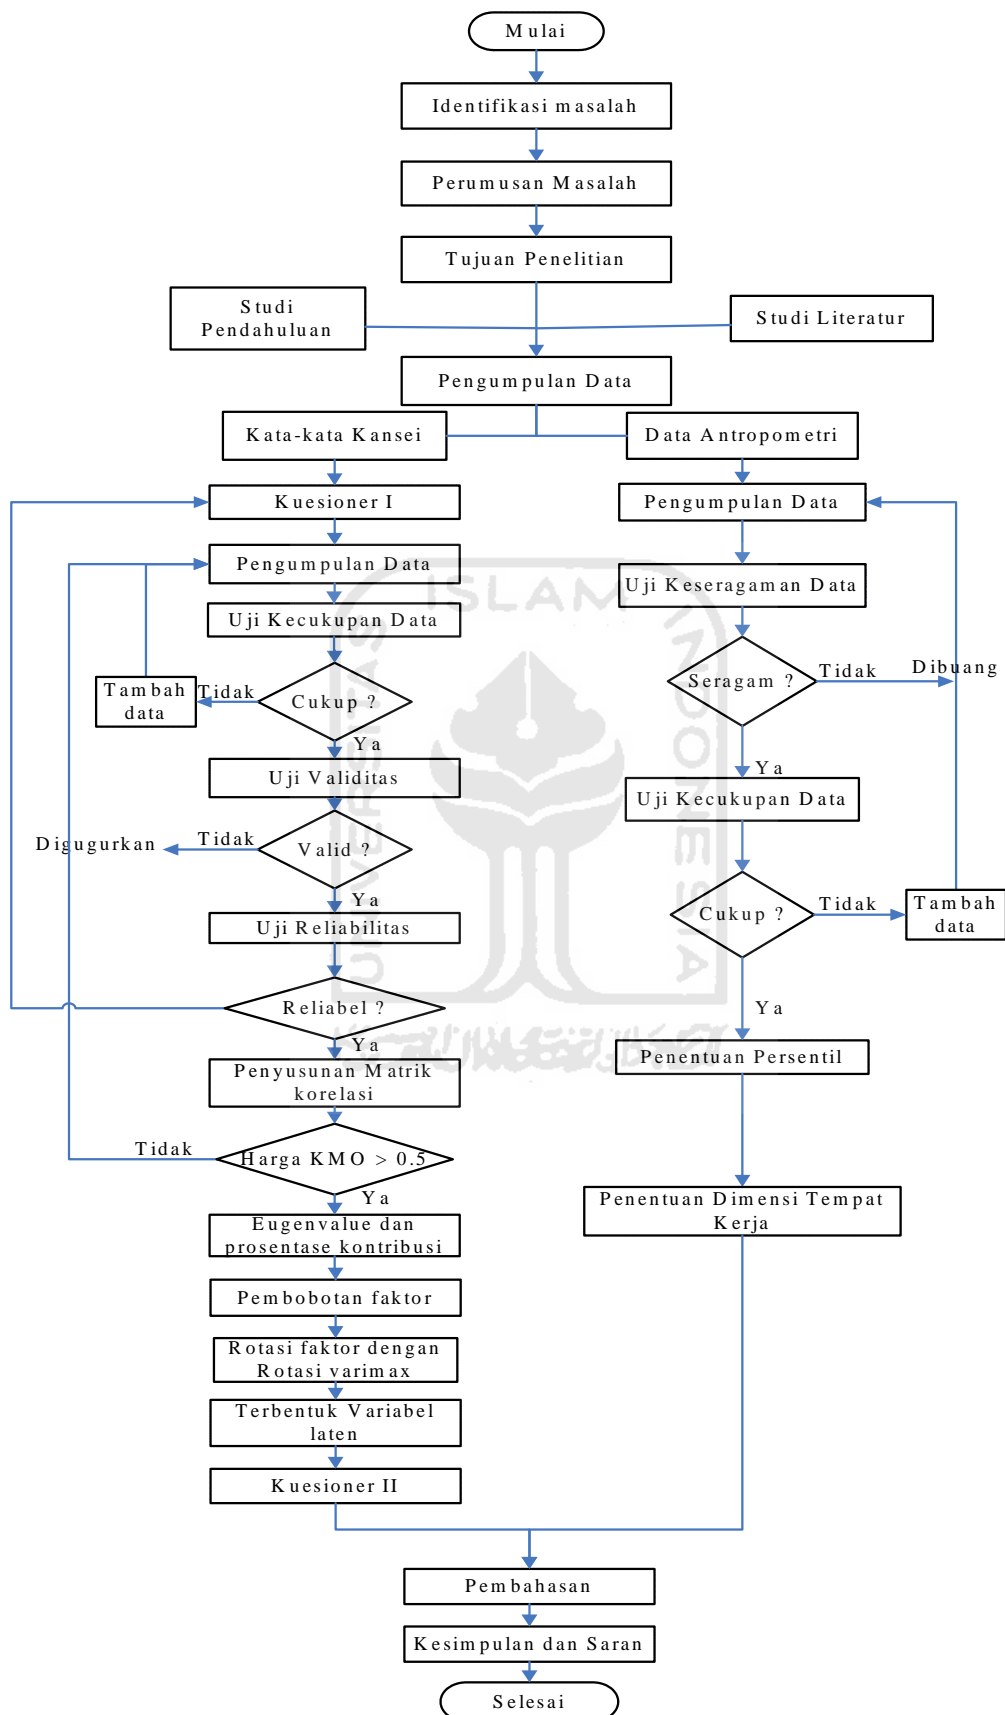 Mulai
Identifikasi masalah
Perumusan Masalah
Tujuan Penelitian
Studi
Pendahuluan
Studi Literatur
Pengumpulan Data
Kata-kata Kansei
Data Antropometri
Kuesioner I
Pengumpulan Data
Pengumpulan Data
Uji Keseragaman Data
Uji Kecukupan Data
Seragam ?
Tidak
Dibuang
Tambah
data
Tidak
Cukup ?
Ya
Ya
Uji Validitas
Uji Kecukupan Data
Digugurkan
Tidak
Valid ?
Ya
Cukup ?
Tidak
Tambah
data
Uji Reliabilitas
Reliabel ?
Ya
Ya
Penentuan Persentil
Penyusunan Matrik
korelasi
Tidak
Harga KMO > 0.5
Ya
Penentuan Dimensi Tempat
Kerja
Eugenvalue dan
prosentase kontribusi
Pembobotan faktor
Rotasi faktor dengan
Rotasi varimax
Terbentuk Variabel
laten
Kuesioner II
Pembahasan
Kesimpulan dan Saran
Selesai
UNIVERSITAS
ISLAM
INDONESIA